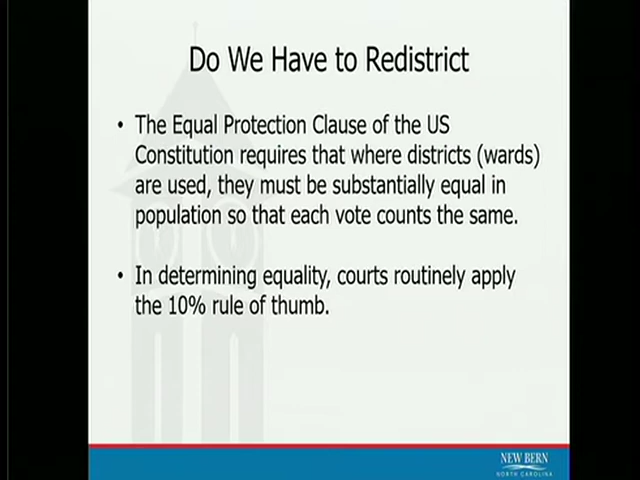 Do We Have to Redistrict
• The Equal Protection Clause of the US
Constitution requires that where districts (wards)
are used, they must be substantially equal in
population so that each vote counts the same.
• In determining equality, courts routinely apply
the 10% rule of thumb.
NEW BERN
NORTH CAROLINA